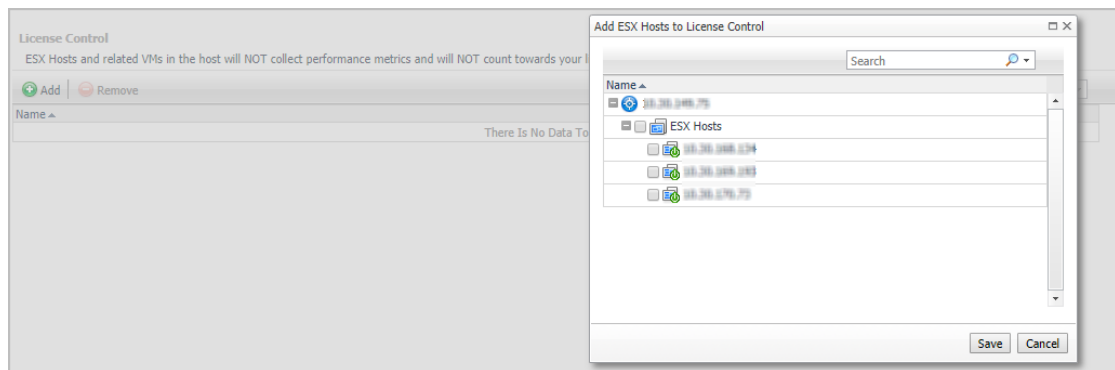 Add ESX Hosts to License Control
License Control
ESX Hosts and related VMs in the host will NOT collect performance metrics and will NOT count towards your
Search
Add
Remove
Name
There Is No Data To
Name
ESX Hosts
Save
Cancel